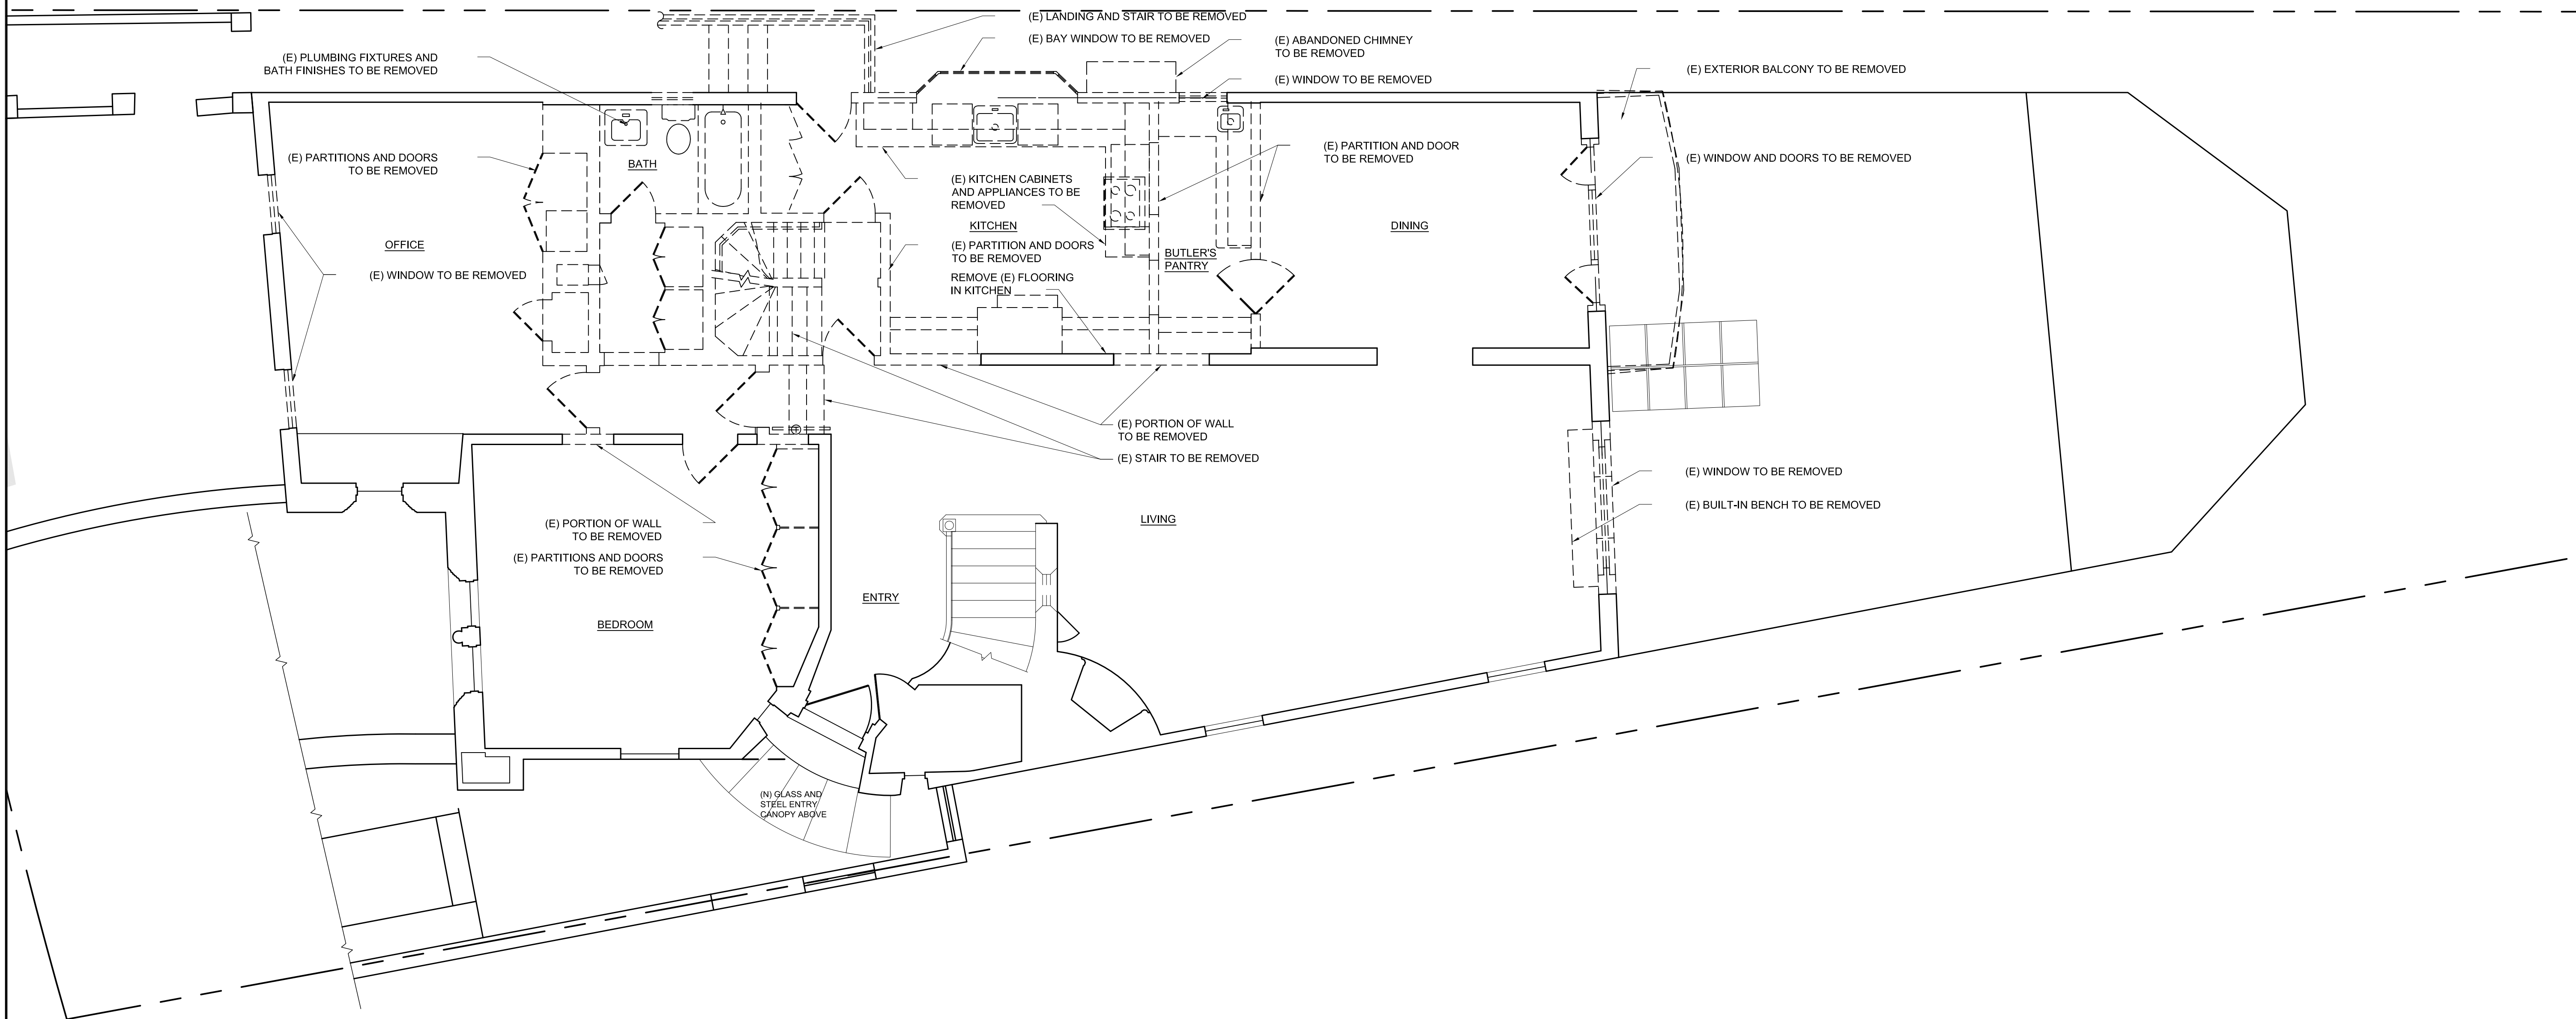 (E) LANDING AND STAIR TO BE REMOVED
(E) BAY WINDOW TO BE REMOVED
(E) ABANDONED CHIMNEY
TO BE REMOVED
(E) WINDOW TO BE REMOVED
(E) EXTERIOR BALCONY TO BE REMOVED
(E) PLUMBING FIXTURES AND
BATH FINISHES TO BE REMOVED
(E) PARTITIONS AND DOORS
TO BE REMOVED
BATH
(E) KITCHEN CABINETS
AND APPLIANCES TO BE
REMOVED
KITCHEN
(E) PARTITION AND DOORS
TO BE REMOVED
REMOVE (E) FLOORING
IN KITCHEN
(E) PARTITION AND DOOR
TO BE REMOVED
(E) WINDOW AND DOORS TO BE REMOVED
OFFICE
(E) WINDOW TO BE REMOVED
BUTLER'S
PANTRY
DINING
(E) PORTION OF WALL
TO BE REMOVED
(E) STAIR TO BE REMOVED
(E) WINDOW TO BE REMOVED
(E) BUILT-IN BENCH TO BE REMOVED
(E) PORTION OF WALL
TO BE REMOVED
(E) PARTITIONS AND DOORS
TO BE REMOVED
LIVING
ENTRY
BEDROOM
(N) GLASS AND
STEEL ENTRY
CANOPY ABOVE